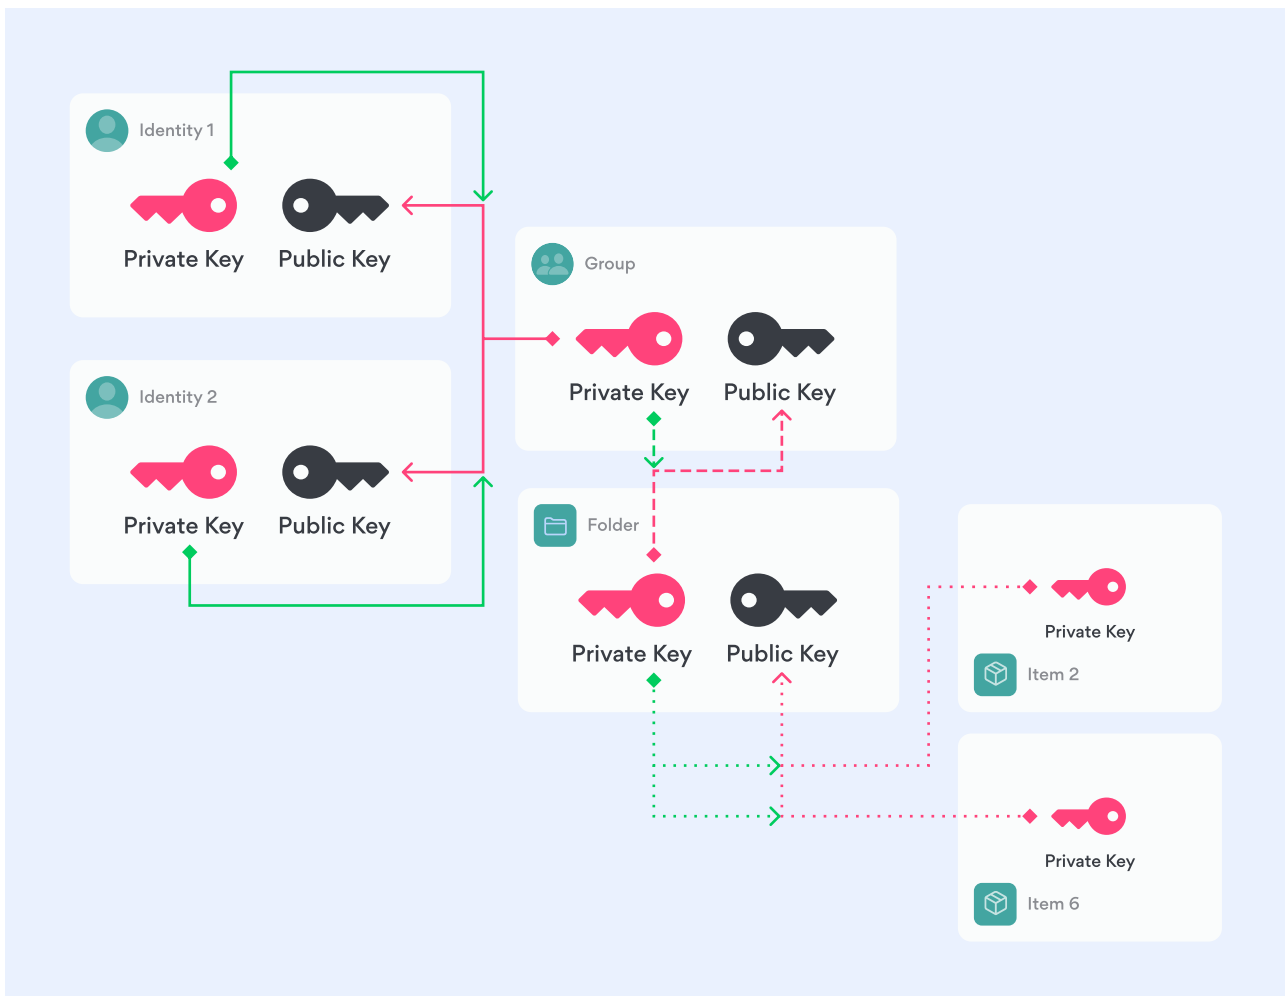 Identity 1
Private Key
Public Key
Group
Private Key
Public Key
Identity 2
Private Key
Public Key
Folder
Private Key
Public Key
Private Key
Item 2
Private Key
Item 6